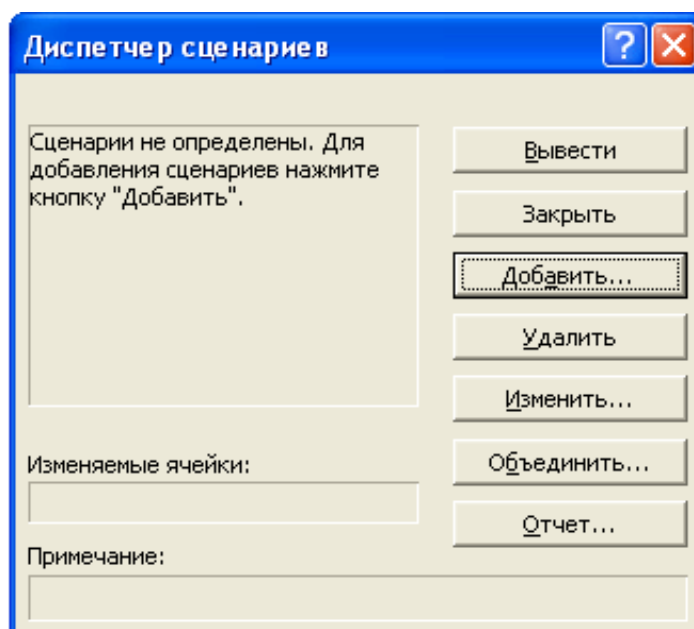 Диспетчер сценариев
Сценарии не определены. Для
добавления сценариев нажмите
кнопку "Добавить".
Вывести
Закрыть
Добавить...
Удалить
Изменить...
Объединить...
Отчет...
Изменяемые ячейки:
Примечание: